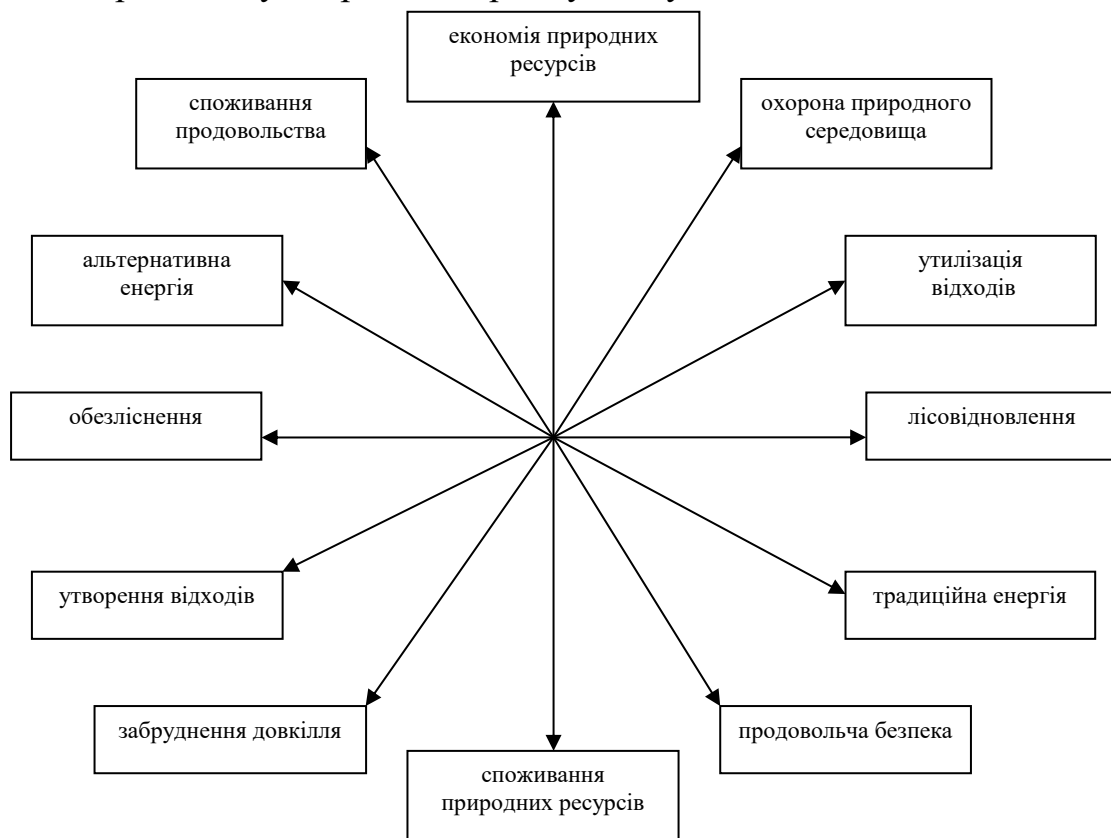 економія природних
ресурсів
споживання
продовольства
охорона природного
середовища
альтернативна
енергія
утилізація
відходів
обезліснення
лісовідновлення
утворення відходів
традиційна енергія
забруднення довкілля
продовольча безпека
споживання
природних ресурсів